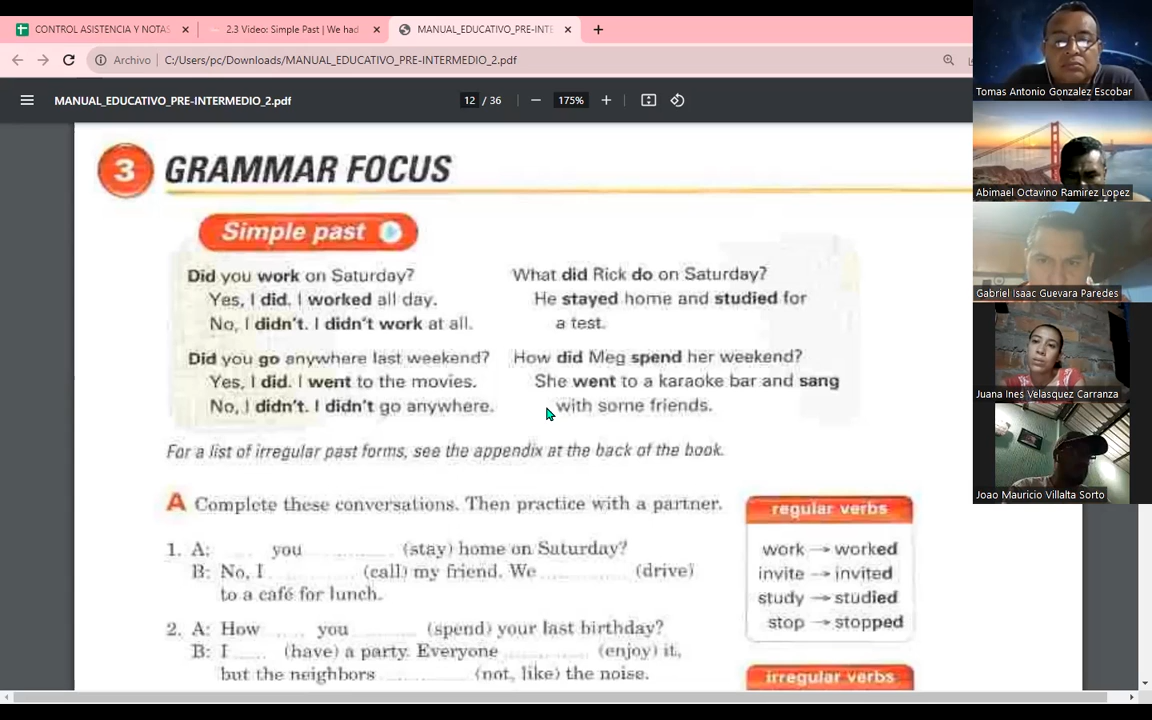 CONTROL ASISTENCIA Y NOTAS
2.3 Video: Simple Past | We had
MANUAL_EDUCATIVO_PRE-INTE
Archivo
C:/Users/pc/Downloads/MANUAL_EDUCATIVO_PRE-INTERMEDIO_2.pdf
MANUAL_EDUCATIVO_PRE-INTERMEDIO_2.pdf
12 / 36
175%
3 GRAMMAR FOCUS
Simple past
Did you work on Saturday?
Yes, I did. I worked all day.
No, I didn't. I didn't work at all.
Did you go anywhere last weekend?
Yes, I did. I went to the movies.
No, I didn't. I didn't go anywhere.
What did Rick do on Saturday?
He stayed home and studied for
a test.
How did Meg spend her weekend?
She went to a karaoke bar and sang
with some friends.
For a list of irregular past forms, see the appendix at the back of the book.
A Complete these conversations. Then practice with a partner.
1. A: ........ you .................. (stay) home on Saturday?
B: No, I .................. (call) my friend. We .................. (drive)
to a café for lunch.
2. A: How ........ you .................. (spend) your last birthday?
B: I ........ (have) a party. Everyone .................. (enjoy) it,
but the neighbors .................. (not, like) the noise.
regular verbs
work → worked
invite → invited
study → studied
stop → stopped
irregular verbs
Tomas Antonio Gonzalez Escobar
Abimael Octavino Ramirez Lopez
Gabriel Isaac Guevara Paredes
Juana Ines Velasquez Carranza
Joao Mauricio Villalta Sorto